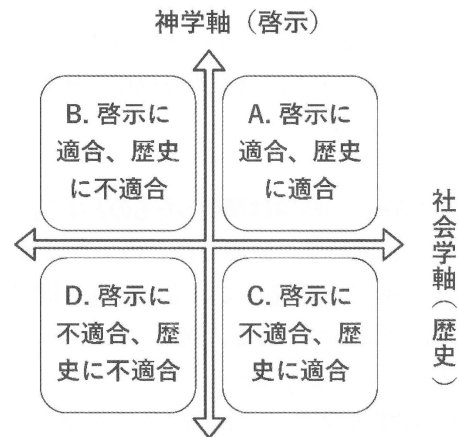 神学軸（啓示）
B. 啓示に
適合、歴史
に不適合
A. 啓示に
適合、歴史
に適合
社会学軸（歴史）
D. 啓示に
不適合、歴
史に不適合
C. 啓示に
不適合、歴
史に適合